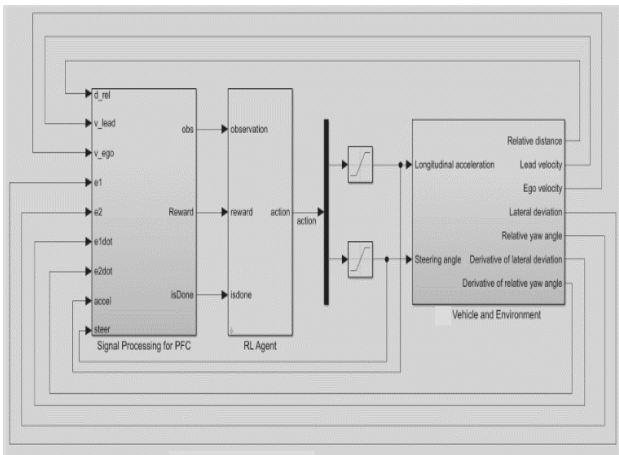 d_rel
v_lead
v_ego
e1
e2
e1dot
e2dot
accel
steer
obs
Reward
isDone
Signal Processing for PFC
observation
reward
isdone
action
RL Agent
action
Longitudinal acceleration
Steering angle
Relative distance
Lead velocity
Ego velocity
Lateral deviation
Relative yaw angle
Derivative of lateral deviation
Derivative of relative yaw angle
Vehicle and Environment